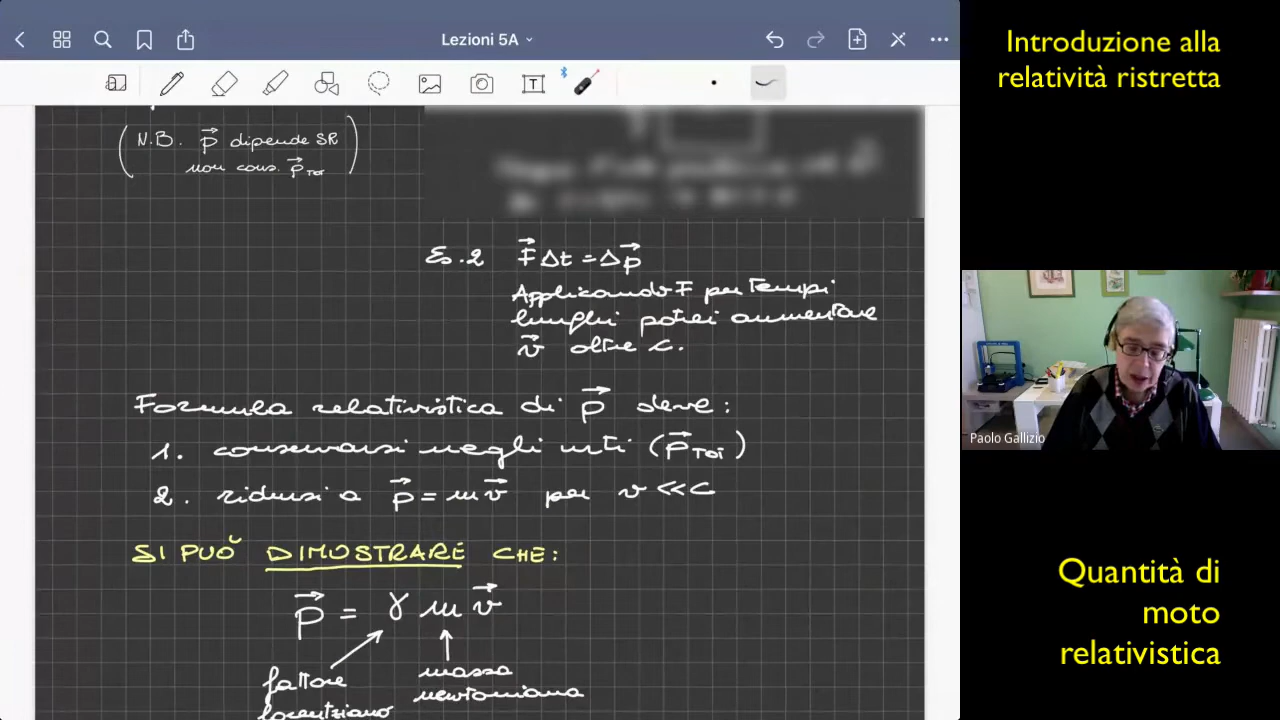 Lezioni 5A
Introduzione alla
relatività ristretta
(N.B. p⃗ dipende SR
non cons. p⃗ TOT)
Es. 2 F⃗ Δt = Δp⃗
Applicando F per tempi
lunghi potrei aumentare
v⃗ oltre c.
Formula relativistica di p⃗ deve:
1. conservarsi negli urti (p⃗ TOT)
2. ridursi a p⃗ = m v⃗ per v << c
SI PUÒ DIMOSTRARE CHE:
p⃗ = γ m v⃗
fattore
lorentziano
massa
newtoniana
Paolo Gallizio
Quantità di
moto
relativistica